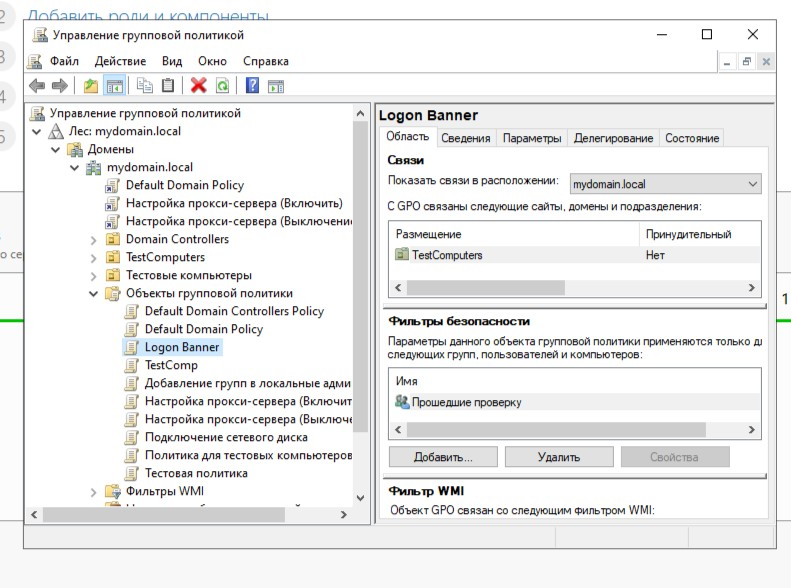 2 Добавить роли и компоненты
3
4
5
Управление групповой политикой
Файл Действие Вид Окно Справка
Управление групповой политикой
Лес: mydomain.local
Домены
mydomain.local
Default Domain Policy
Настройка прокси-сервера (Включить)
Настройка прокси-сервера (Выключени
Domain Controllers
TestComputers
Тестовые компьютеры
Объекты групповой политики
Default Domain Controllers Policy
Default Domain Policy
Logon Banner
TestComp
Добавление групп в локальные адми
Настройка прокси-сервера (Включит
Настройка прокси-сервера (Выключе
Подключение сетевого диска
Политика для тестовых компьютеров
Тестовая политика
Фильтры WMI
Logon Banner
Область Сведения Параметры Делегирование Состояние
Связи
Показать связи в расположении: mydomain.local
С GPO связаны следующие сайты, домены и подразделения:
Размещение Принудительный
TestComputers Нет
Фильтры безопасности
Параметры данного объекта групповой политики применяются только дл
следующих групп, пользователей и компьютеров:
Имя
Прошедшие проверку
Добавить... Удалить Свойства
Фильтр WMI
Объект GPO связан со следующим фильтром WMI:
о се
1